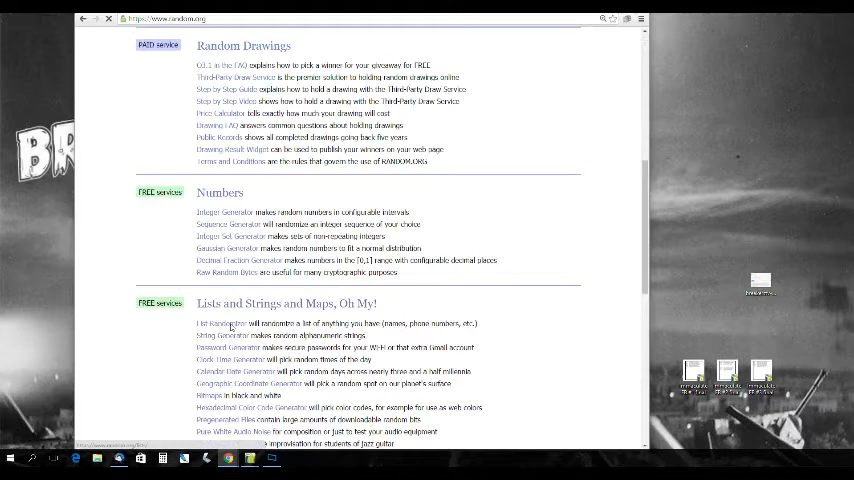 https://www.random.org
PAID service
Random Drawings
Q3.1 in the FAQ explains how to pick a winner for your giveaway for FREE
Third-Party Draw Service is the premier solution to holding random drawings online
Step by Step Guide explains how to hold a drawing with the Third-Party Draw Service
Step by Step Video shows how to hold a drawing with the Third-Party Draw Service
Price Calculator tells exactly how much your drawing will cost
Drawing FAQ answers common questions about holding drawings
Public Records shows all completed drawings going back five years
Drawing Result Widget can be used to publish your winners on your web page
Terms and Conditions are the rules that govern the use of RANDOM.ORG
FREE services
Numbers
Integer Generator makes random numbers in configurable intervals
Sequence Generator will randomize an integer sequence of your choice
Integer Set Generator makes sets of non-repeating integers
Gaussian Generator makes random numbers to fit a normal distribution
Decimal Fraction Generator makes numbers in the [0,1] range with configurable decimal places
Raw Random Bytes are useful for many cryptographic purposes
FREE services
Lists and Strings and Maps, Oh My!
List Randomizer will randomize a list of anything you have (names, phone numbers, etc.)
String Generator makes random alphanumeric strings
Password Generator makes secure passwords for your WiFi or that extra Gmail account
Clock Time Generator will pick random times of the day
Calendar Date Generator will pick random days across nearly three and a half millennia
Geographic Coordinate Generator will pick a random spot on our planet's surface
Bitmaps in black and white
Hexadecimal Color Code Generator will pick color codes, for example for use as web colors
Pregenerated Files contain large amounts of downloadable random bits
Pure White Audio Noise for composition or just to test your audio equipment
improvisation for students of jazz guitar
https://www.random.org/lists/
BR
immaculate
immaculate
immaculate